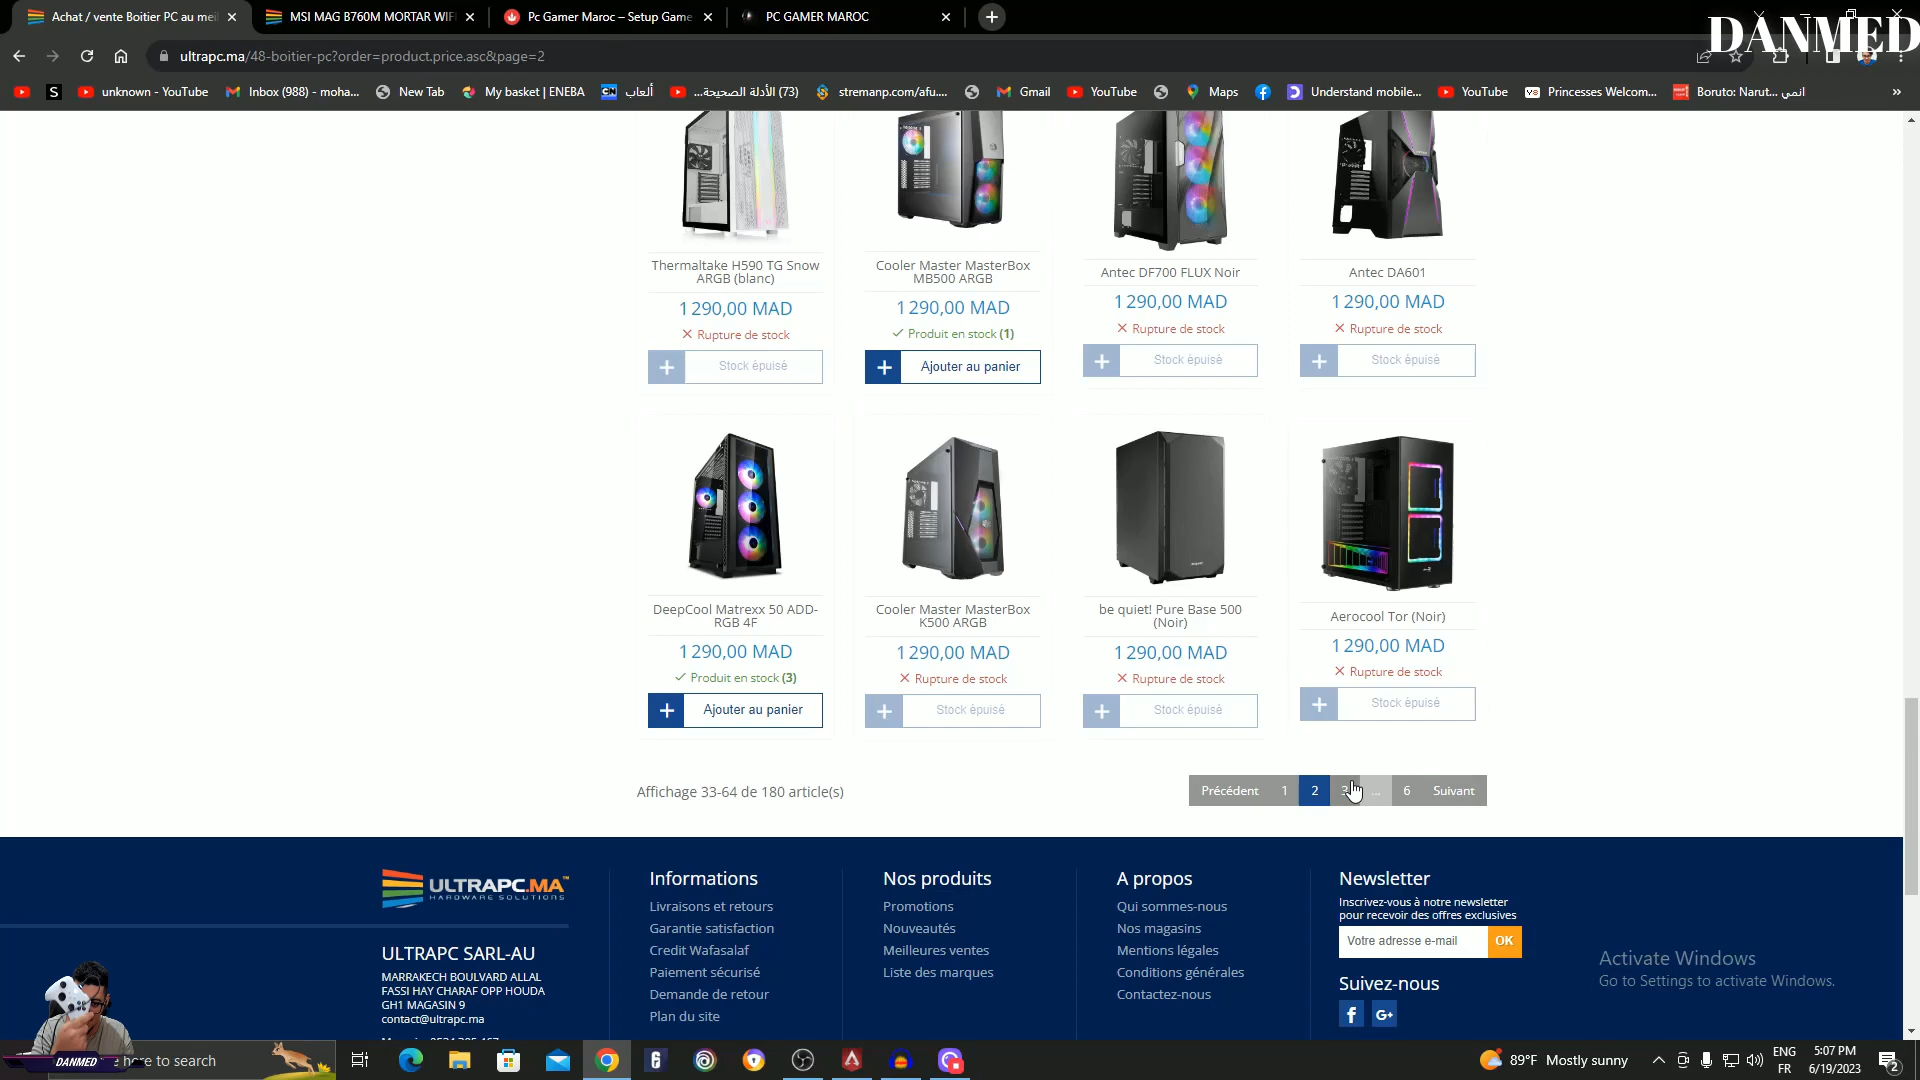 Achat / vente Boitier PC au meil
MSI MAG B760M MORTAR WIFI
Pc Gamer Maroc – Setup Game
PC GAMER MAROC
DANMED
ultrapc.ma/48-boitier-pc?order=product.price.asc&page=2
unknown - YouTube
Inbox (988) - moha...
New Tab
My basket | ENEBA
ألعاب
(73) الأدلة الصحيحة...
stremanp.com/afu...
Gmail
YouTube
Maps
Understand mobile...
YouTube
Princesses Welcom...
Boruto: Narut... انمي
Thermaltake H590 TG Snow
ARGB (blanc)
1 290,00 MAD
Rupture de stock
Stock épuisé
Cooler Master MasterBox
MB500 ARGB
1 290,00 MAD
Produit en stock (1)
Ajouter au panier
Antec DF700 FLUX Noir
1 290,00 MAD
Rupture de stock
Stock épuisé
Antec DA601
1 290,00 MAD
Rupture de stock
Stock épuisé
DeepCool Matrexx 50 ADD-
RGB 4F
1 290,00 MAD
Produit en stock (3)
Ajouter au panier
Cooler Master MasterBox
K500 ARGB
1 290,00 MAD
Rupture de stock
Stock épuisé
be quiet! Pure Base 500
(Noir)
1 290,00 MAD
Rupture de stock
Stock épuisé
Aerocool Tor (Noir)
1 290,00 MAD
Rupture de stock
Stock épuisé
Affichage 33-64 de 180 article(s)
Précédent 1 2 3 ... 6 Suivant
ULTRAPC.MA
HARDWARE SOLUTIONS
ULTRAPC SARL-AU
MARRAKECH BOULVARD ALLAL
FASSI HAY CHARAF OPP HOUDA
GH1 MAGASIN 9
contact@ultrapc.ma
Informations
Livraisons et retours
Garantie satisfaction
Credit Wafasalaf
Paiement sécurisé
Demande de retour
Plan du site
Nos produits
Promotions
Nouveautés
Meilleures ventes
Liste des marques
A propos
Qui sommes-nous
Nos magasins
Mentions légales
Conditions générales
Contactez-nous
Newsletter
Inscrivez-vous à notre newsletter
pour recevoir des offres exclusives
Votre adresse e-mail
OK
Suivez-nous
Activate Windows
Go to Settings to activate Windows.
DANMED
here to search
89°F Mostly sunny
ENG
FR
5:07 PM
6/19/2023
2